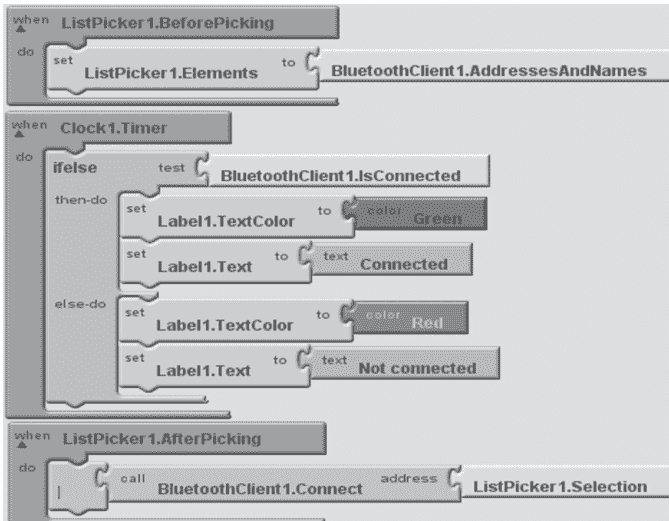 when ListPicker1.BeforePicking
do set ListPicker1.Elements to BluetoothClient1.AddressesAndNames
when Clock1.Timer
do ifelse test BluetoothClient1.IsConnected
then-do set Label1.TextColor to color Green
set Label1.Text to text Connected
else-do set Label1.TextColor to color Red
set Label1.Text to text Not connected
when ListPicker1.AfterPicking
do call BluetoothClient1.Connect address ListPicker1.Selection